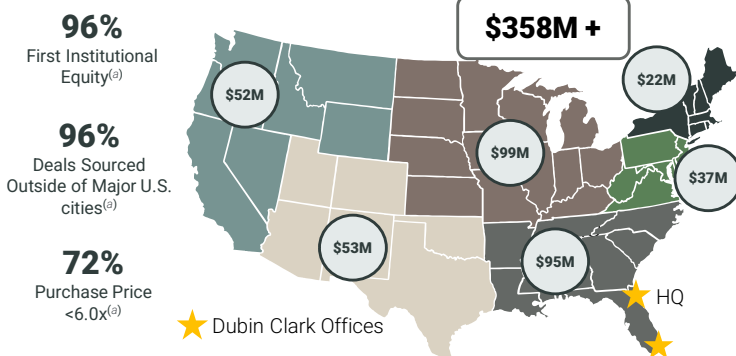 96%
First Institutional
Equity(a)
96%
Deals Sourced
Outside of Major U.S.
cities(a)
72%
Purchase Price
<6.0x(a)
$358M +
$52M
$22M
$99M
$37M
$53M
$95M
HQ
Dubin Clark Offices